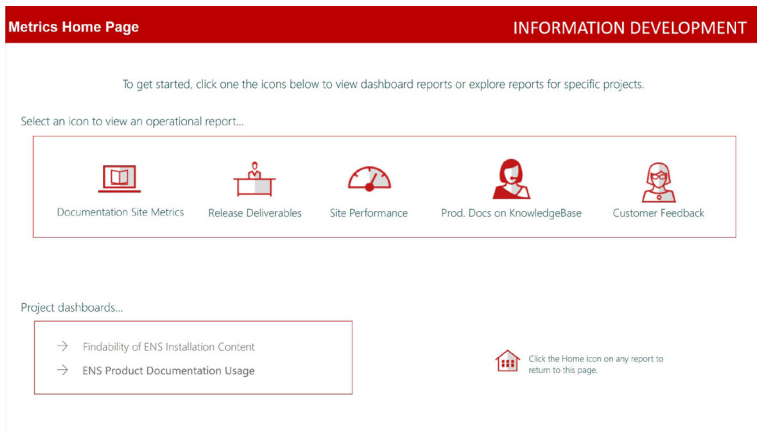 Metrics Home Page
INFORMATION DEVELOPMENT
To get started, click one the icons below to view dashboard reports or explore reports for specific projects.
Select an icon to view an operational report...
Documentation Site Metrics
Release Deliverables
Site Performance
Prod. Docs on KnowledgeBase
Customer Feedback
Project dashboards...
Findability of ENS Installation Content
ENS Product Documentation Usage
Click the Home icon on any report to
return to this page.